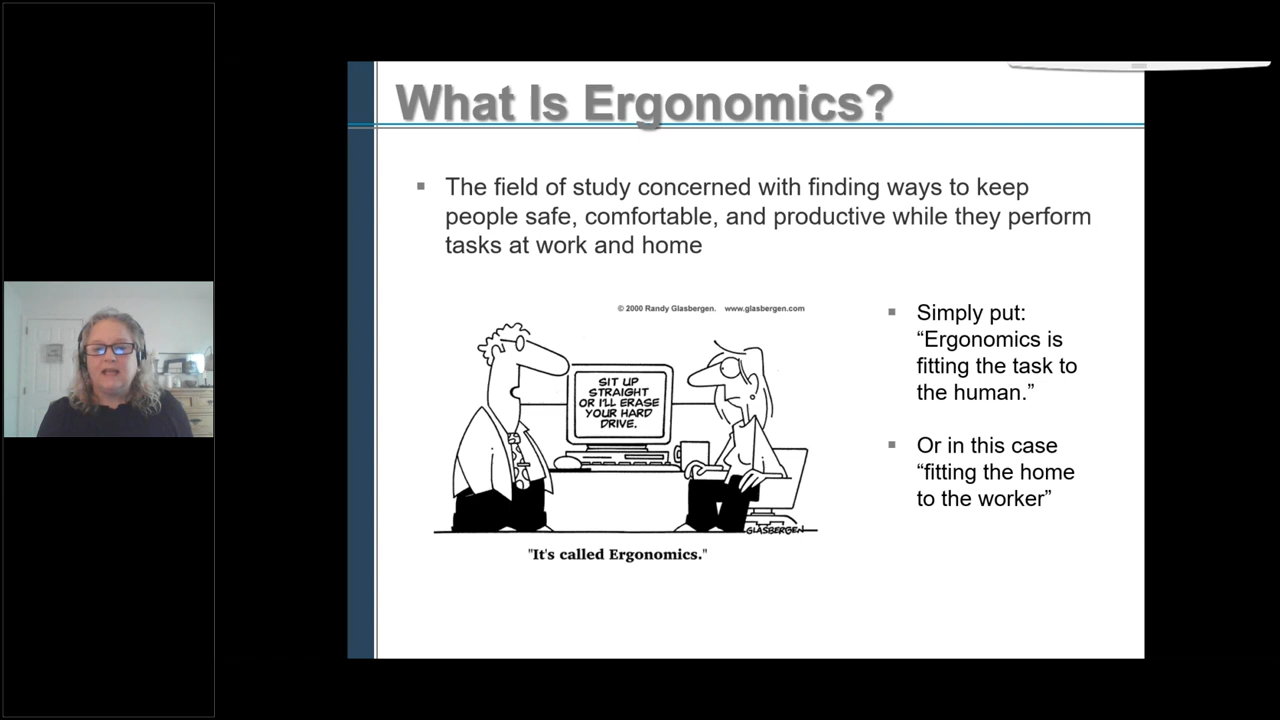 What Is Ergonomics?
▪ The field of study concerned with finding ways to keep
people safe, comfortable, and productive while they perform
tasks at work and home
© 2000 Randy Glasbergen. www.glasbergen.com
SIT UP
STRAIGHT
OR I'LL ERASE
YOUR HARD
DRIVE.
GLASBERGEN
"It's called Ergonomics."
▪ Simply put:
“Ergonomics is
fitting the task to
the human.”
▪ Or in this case
“fitting the home
to the worker”